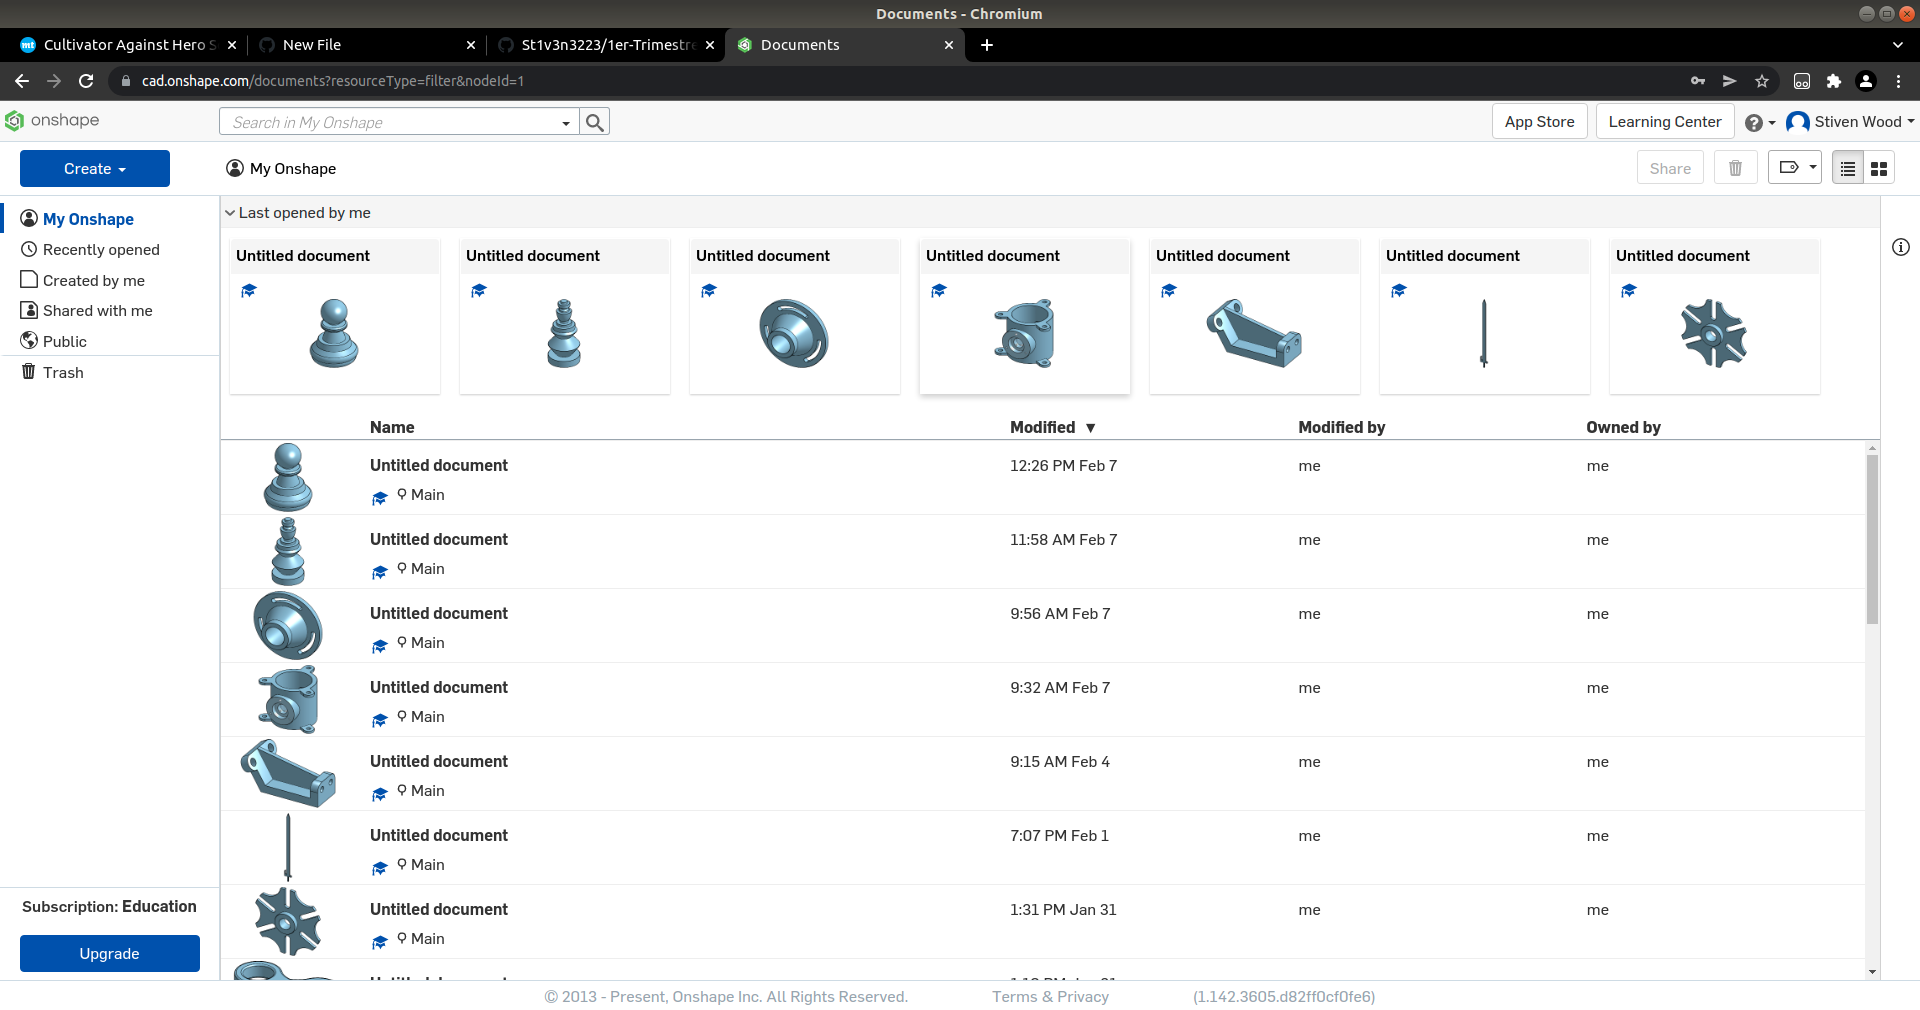 Documents - Chromium
Cultivator Against Hero S
New File
St1v3n3223/1er-Trimestre
Documents
cad.onshape.com/documents?resourceType=filter&nodeId=1
onshape
Search in My Onshape
App Store
Learning Center
Stiven Wood
Create
My Onshape
Share
My Onshape
Recently opened
Created by me
Shared with me
Public
Trash
Last opened by me
Untitled document
Untitled document
Untitled document
Untitled document
Untitled document
Untitled document
Untitled document
Name Modified ▼ Modified by Owned by
Untitled document 12:26 PM Feb 7 me me
Main
Untitled document 11:58 AM Feb 7 me me
Main
Untitled document 9:56 AM Feb 7 me me
Main
Untitled document 9:32 AM Feb 7 me me
Main
Untitled document 9:15 AM Feb 4 me me
Main
Untitled document 7:07 PM Feb 1 me me
Main
Untitled document 1:31 PM Jan 31 me me
Main
Subscription: Education
Upgrade
© 2013 - Present, Onshape Inc. All Rights Reserved. Terms & Privacy (1.142.3605.d82ff0cf0fe6)